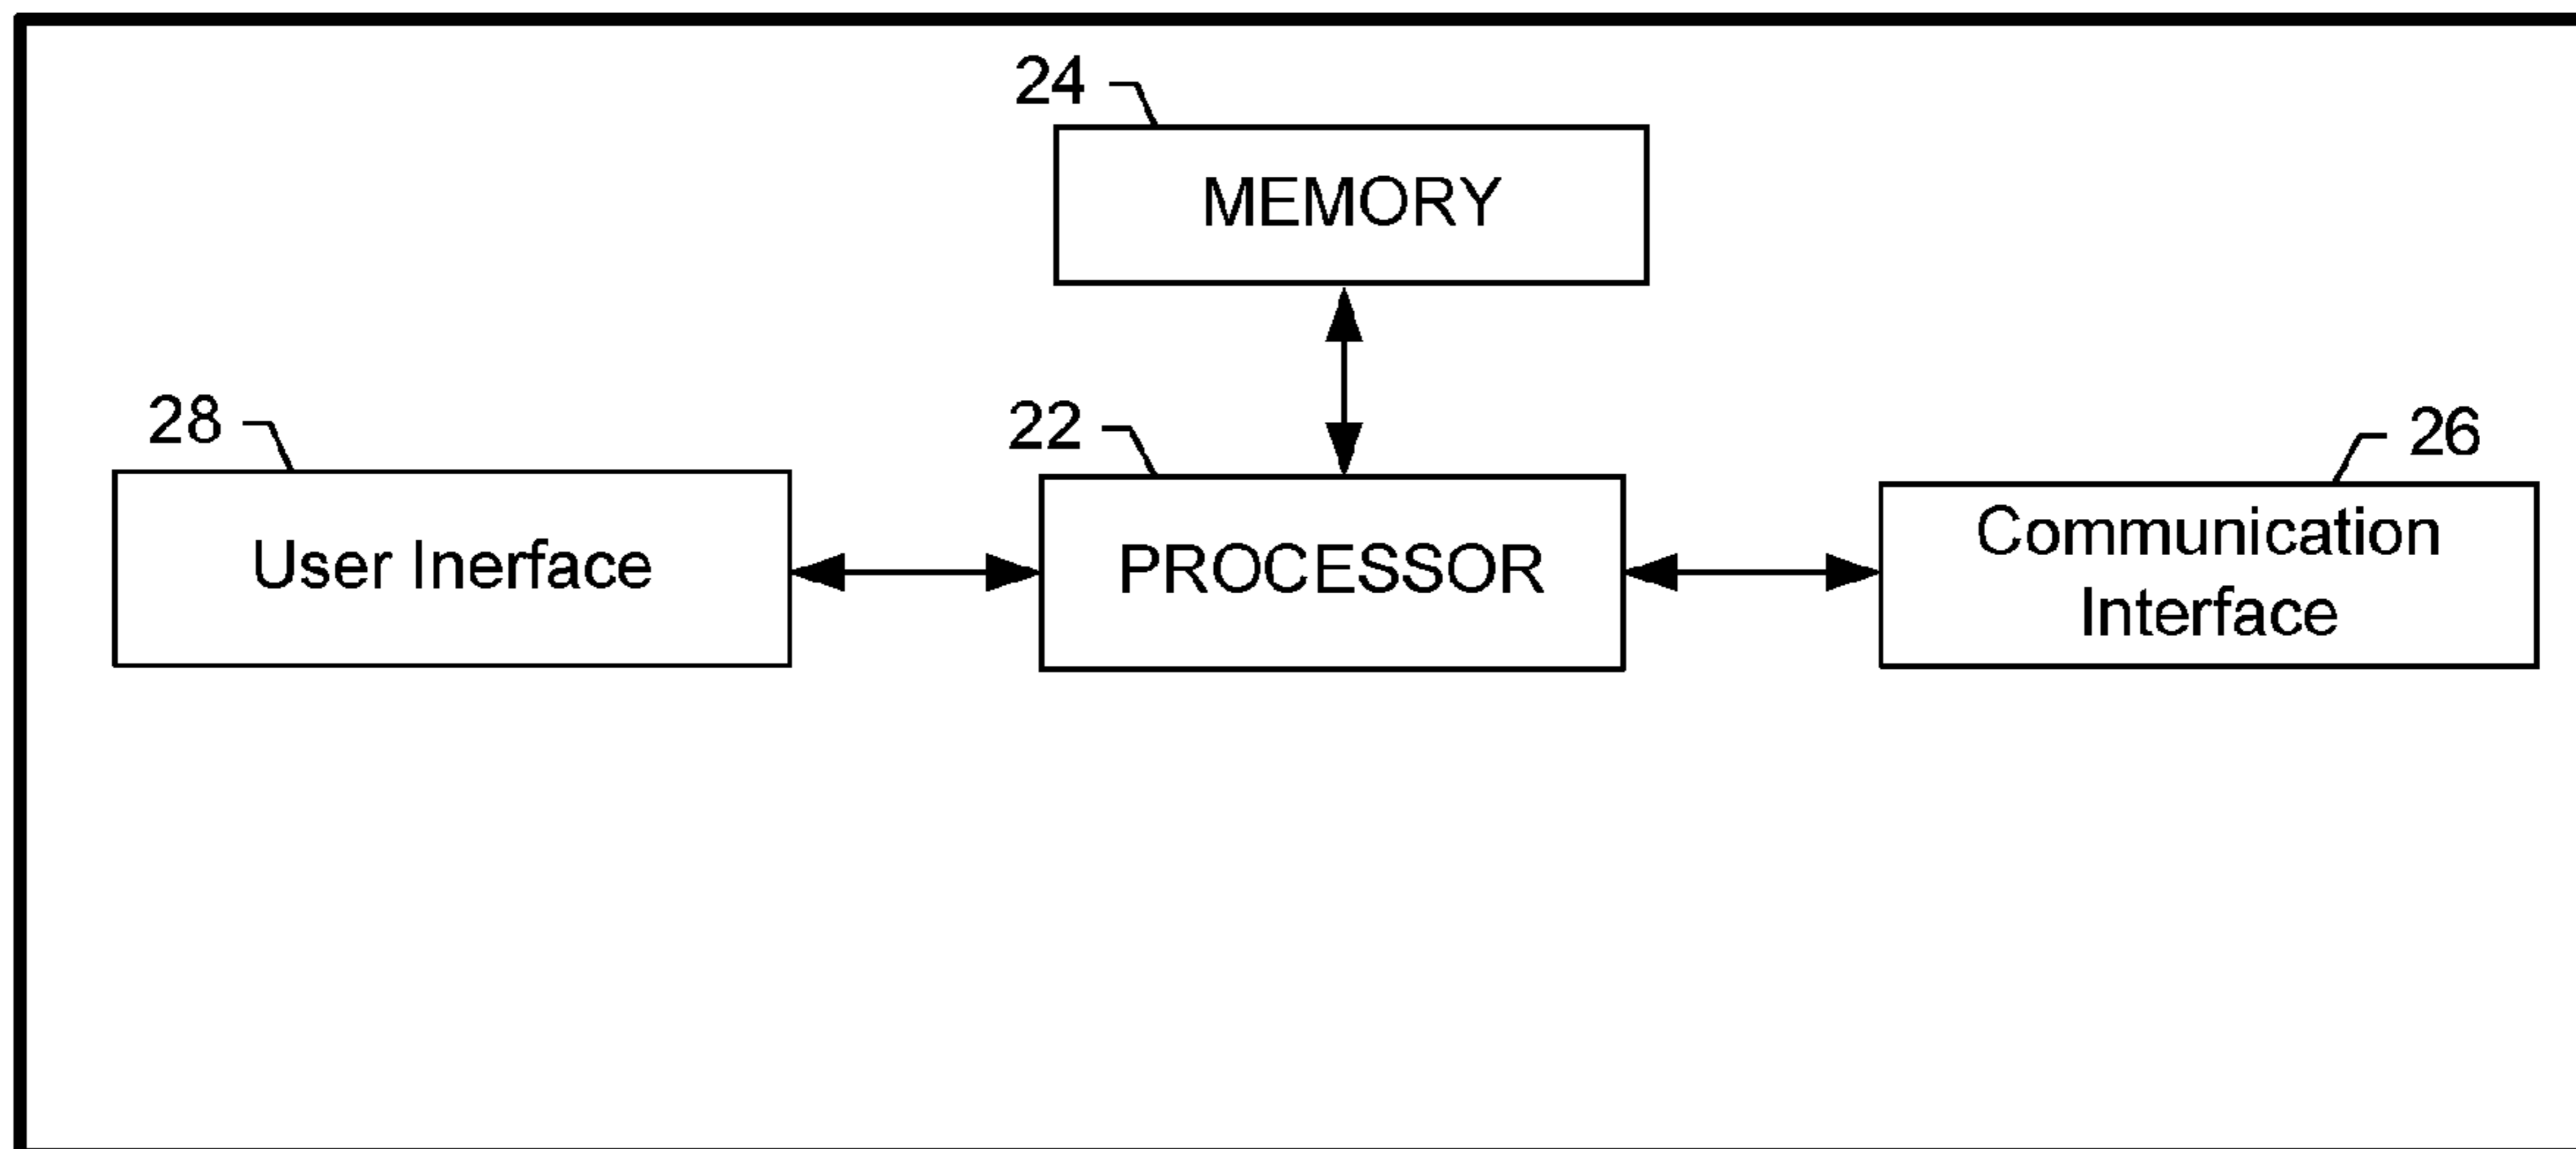 24
MEMORY
28
22
26
User Inerface
PROCESSOR
Communication
Interface